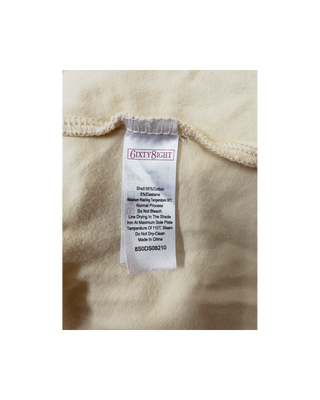 6IXTY8IGHT
Shell 95%Cotton
5%Elastane
Maximum Washing Temperature 30°C
Normal Process
Do Not Bleach
Line Drying In The Shade
Iron At Maximum Sole Plate
Temperature Of 110°C Steam
Do Not Dry-Clean
Made In China
6S0DS08210